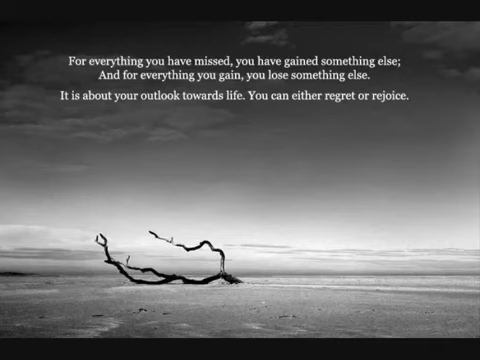 For everything you have missed, you have gained something else;
And for everything you gain, you lose something else.
It is about your outlook towards life. You can either regret or rejoice.